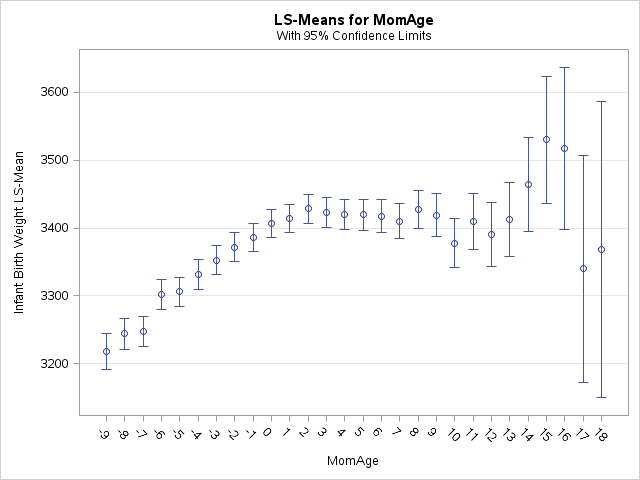 LS-Means for MomAge
With 95% Confidence Limits
Infant Birth Weight LS-Mean
3600
3500
3400
3300
3200
-9 -8 -7 -6 -5 -4 -3 -2 -1 0 1 2 3 4 5 6 7 8 9 10 11 12 13 14 15 16 17 18
MomAge